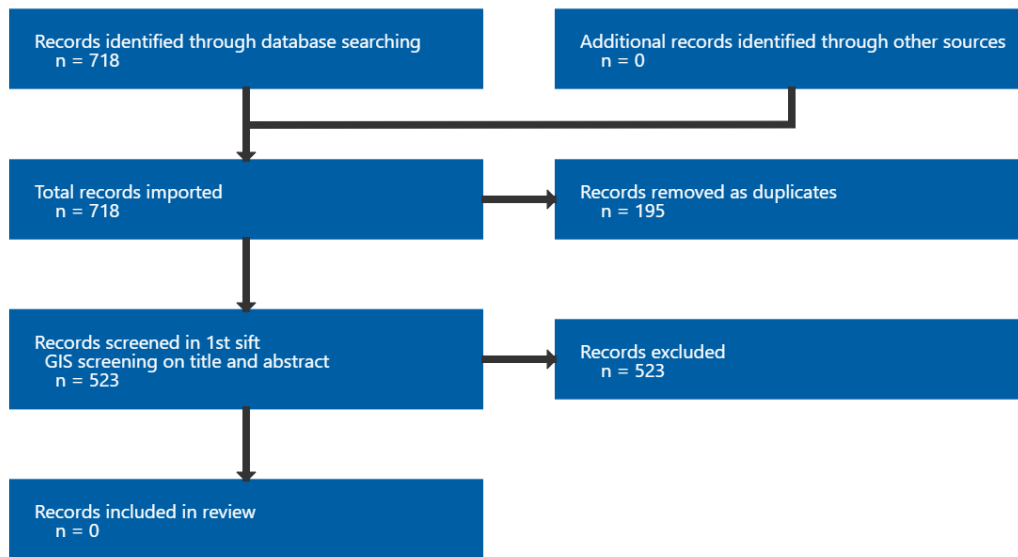 Records identified through database searching
n = 718
Additional records identified through other sources
n = 0
Total records imported
n = 718
Records removed as duplicates
n = 195
Records screened in 1st sift
GIS screening on title and abstract
n = 523
Records excluded
n = 523
Records included in review
n = 0